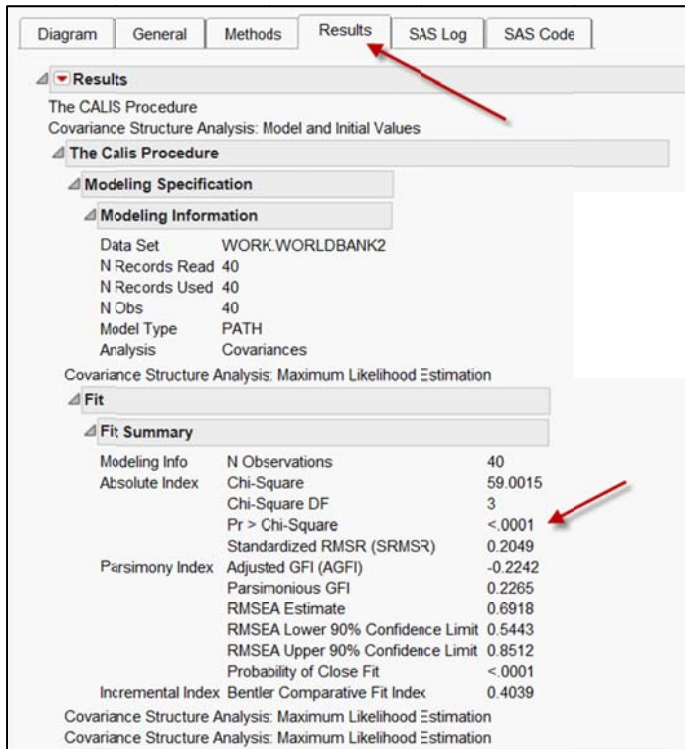 Diagram General Methods Results SAS Log SAS Code
Results
The CALIS Procedure
Covariance Structure Analysis: Model and Initial Values
The Calis Procedure
Modeling Specification
Modeling Information
Data Set WORK.WORLDBANK2
N Records Read 40
N Records Used 40
N Obs 40
Model Type PATH
Analysis Covariances
Covariance Structure Analysis: Maximum Likelihood Estimation
Fit
Fit Summary
Modeling Info N Observations 40
Absolute Index Chi-Square 59.0015
Chi-Square DF 3
Pr > Chi-Square <.0001
Standardized RMSR (SRMSR) 0.2049
Parsimony Index Adjusted GFI (AGFI) -0.2242
Parsimonious GFI 0.2265
RMSEA Estimate 0.6918
RMSEA Lower 90% Confidence Limit 0.5443
RMSEA Upper 90% Confidence Limit 0.8512
Probability of Close Fit <.0001
Incremental Index Bentler Comparative Fit Index 0.4039
Covariance Structure Analysis: Maximum Likelihood Estimation
Covariance Structure Analysis: Maximum Likelihood Estimation